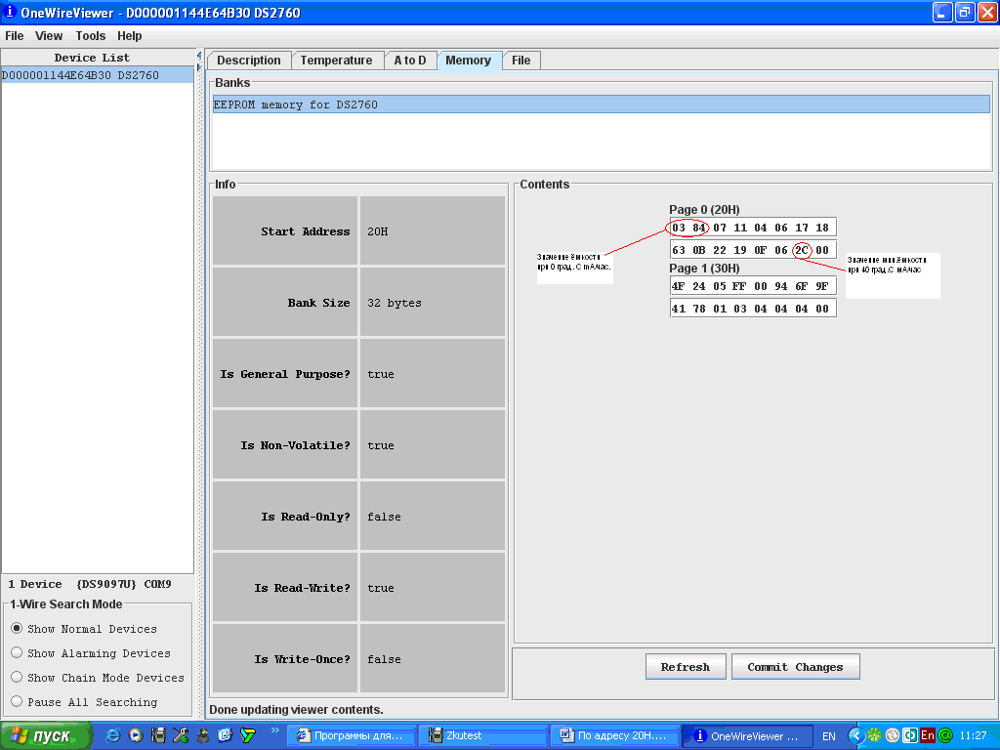 OneWireViewer - D000001144E64B30 DS2760
File View Tools Help
Device List
D000001144E64B30 DS2760
Description Temperature A to D Memory File
Banks
EEPROM memory for DS2760
Info
Start Address 20H
Bank Size 32 bytes
Is General Purpose? true
Is Non-Volatile? true
Is Read-Only? false
Is Read-Write? true
Is Write-Once? false
Contents
Page 0 (20H)
03 84 07 11 04 06 17 18
63 0B 22 19 0F 06 2C 00
Значение ёмкости
при 0 град. С mА/час.
Значение мин.ёмкости
при 40 град.С мА/час
Page 1 (30H)
4F 24 05 FF 00 94 6F 9F
41 78 01 03 04 04 04 00
Refresh Commit Changes
1 Device {DS9097U} COM9
1-Wire Search Mode
Show Normal Devices
Show Alarming Devices
Show Chain Mode Devices
Pause All Searching
Done updating viewer contents.
пуск Программы для... Zkutest По адресу 20H.... OneWireViewer ... EN En 11:27